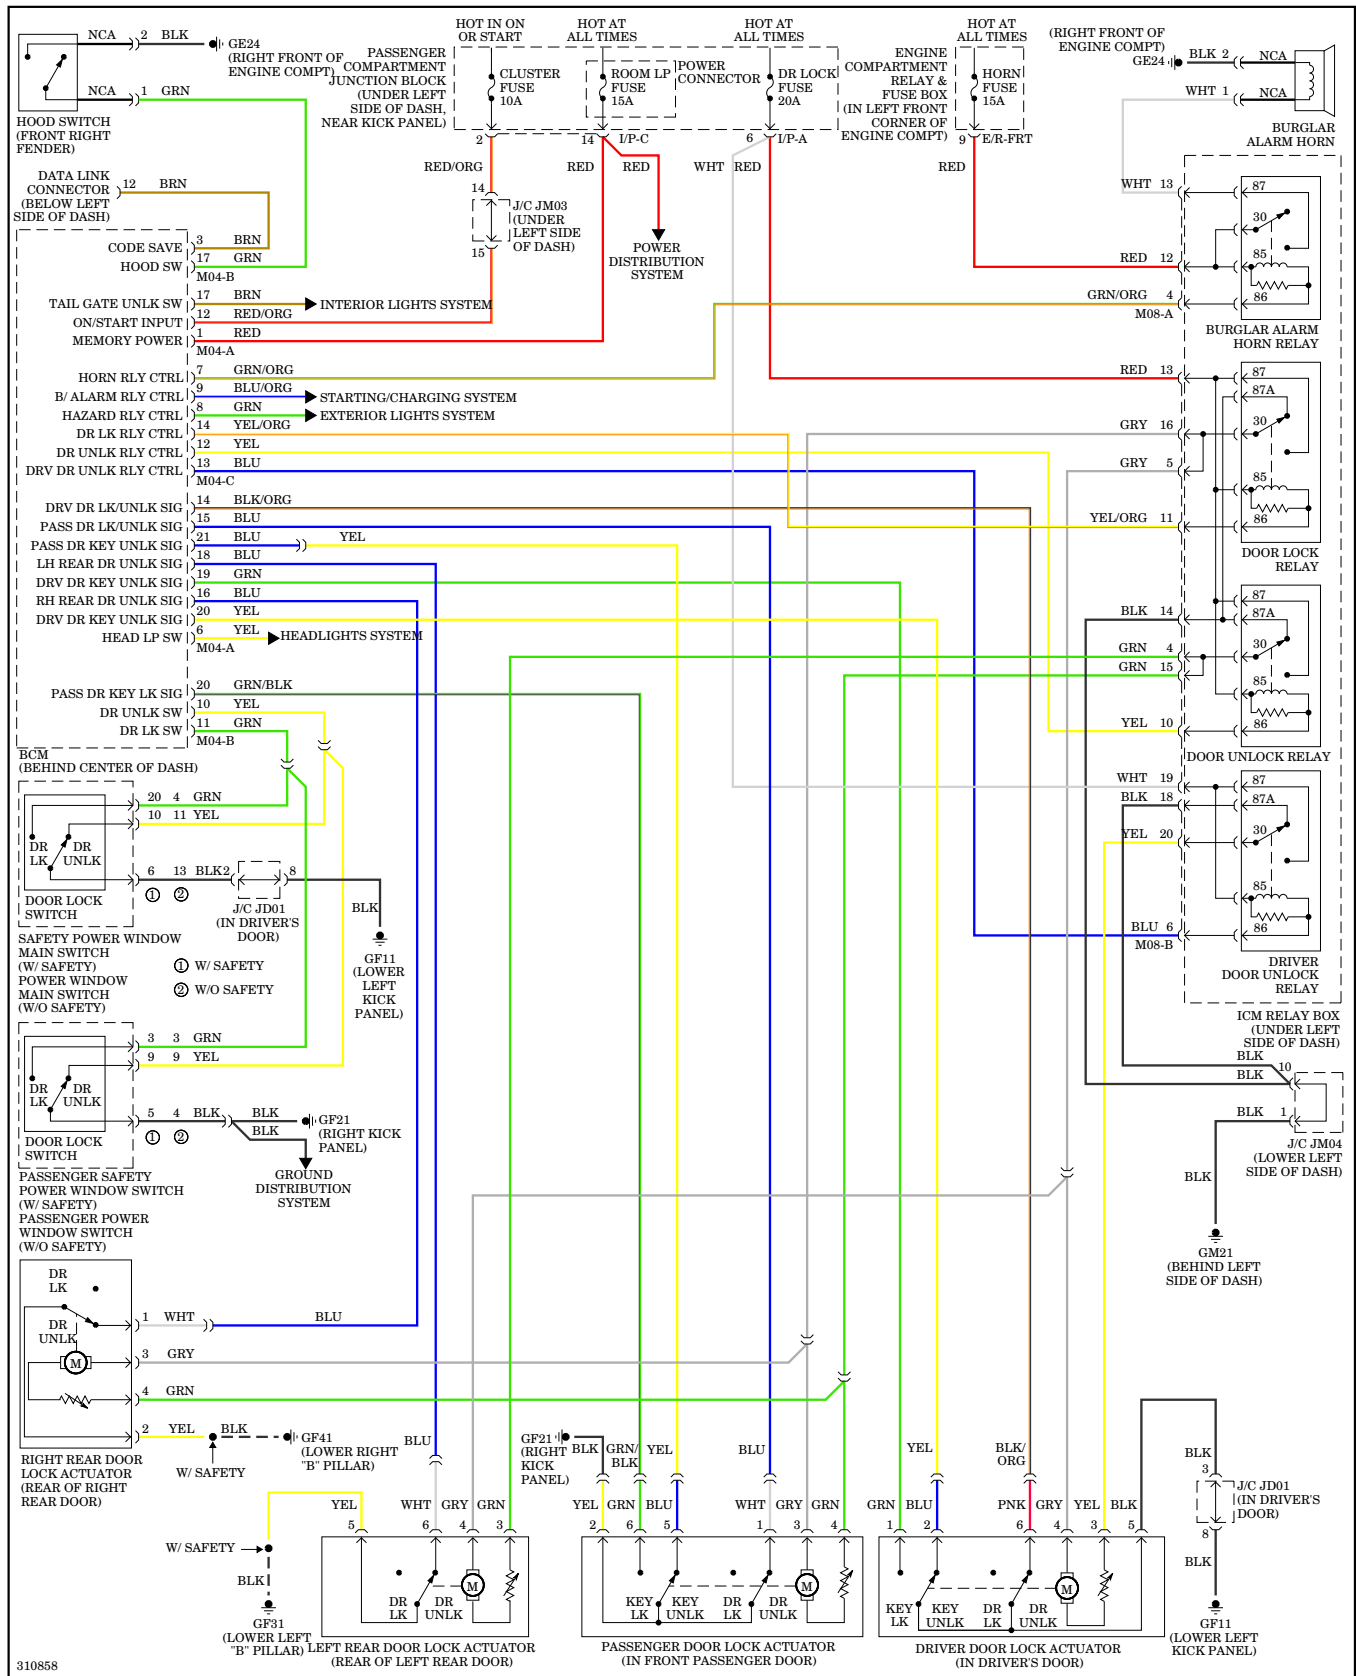 HOT IN ON
OR START
HOT AT
ALL TIMES
HOT AT
ALL TIMES
HOT AT
ALL TIMES
(RIGHT FRONT OF
ENGINE COMPT)
GE24
BLK 2
NCA
WHT 1
NCA
BURGLAR
ALARM HORN
NCA 2 BLK
GE24
(RIGHT FRONT OF
ENGINE COMPT)
NCA 1 GRN
HOOD SWITCH
(FRONT RIGHT
FENDER)
PASSENGER
COMPARTMENT
JUNCTION BLOCK
(UNDER LEFT
SIDE OF DASH,
NEAR KICK PANEL)
CLUSTER
FUSE
10A
ROOM LP
FUSE
15A
POWER
CONNECTOR
DR LOCK
FUSE
20A
ENGINE
COMPARTMENT
RELAY &
FUSE BOX
(IN LEFT FRONT
CORNER OF
ENGINE COMPT)
HORN
FUSE
15A
2
14 I/P-C
6 I/P-A
9 E/R-FRT
RED/ORG
RED
RED
WHT
RED
RED
14
J/C JM03
(UNDER
LEFT SIDE
OF DASH)
15
POWER
DISTRIBUTION
SYSTEM
DATA LINK
CONNECTOR
(BELOW LEFT
SIDE OF DASH)
12 BRN
CODE SAVE 3 BRN
HOOD SW 17 GRN
M04-B
TAIL GATE UNLK SW 17 BRN INTERIOR LIGHTS SYSTEM
ON/START INPUT 12 RED/ORG
MEMORY POWER 1 RED
M04-A
HORN RLY CTRL 7 GRN/ORG
B/ ALARM RLY CTRL 9 BLU/ORG STARTING/CHARGING SYSTEM
HAZARD RLY CTRL 8 GRN EXTERIOR LIGHTS SYSTEM
DR LK RLY CTRL 14 YEL/ORG
DR UNLK RLY CTRL 12 YEL
DRV DR UNLK RLY CTRL 13 BLU
M04-C
DRV DR LK/UNLK SIG 14 BLK/ORG
PASS DR LK/UNLK SIG 15 BLU
PASS DR KEY UNLK SIG 21 BLU YEL
LH REAR DR UNLK SIG 18 BLU
DRV DR KEY UNLK SIG 19 GRN
RH REAR DR UNLK SIG 16 BLU
DRV DR KEY UNLK SIG 20 YEL
HEAD LP SW 6 YEL HEADLIGHTS SYSTEM
M04-A
PASS DR KEY LK SIG 20 GRN/BLK
DR UNLK SW 10 YEL
DR LK SW 11 GRN
M04-B
BCM
(BEHIND CENTER OF DASH)
WHT 13 87
30
RED 12 85
GRN/ORG 4 86
M08-A
BURGLAR ALARM
HORN RELAY
RED 13 87
87A
GRY 16 30
GRY 5
85
YEL/ORG 11 86
DOOR LOCK
RELAY
87
BLK 14 87A
GRN 4 30
GRN 15
85
YEL 10 86
DOOR UNLOCK RELAY
WHT 19 87
BLK 18 87A
YEL 20 30
85
BLU 6 86
M08-B
DRIVER
DOOR UNLOCK
RELAY
ICM RELAY BOX
(UNDER LEFT
SIDE OF DASH)
BLK
10
BLK
BLK 1
J/C JM04
(LOWER LEFT
SIDE OF DASH)
BLK
GM21
(BEHIND LEFT
SIDE OF DASH)
20 4 GRN
10 11 YEL
DR
LK
DR
UNLK
6 13 BLK 2
8
1 2
DOOR LOCK
SWITCH
J/C JD01
(IN DRIVER'S
DOOR)
BLK
GF11
(LOWER
LEFT
KICK
PANEL)
SAFETY POWER WINDOW
MAIN SWITCH
(W/ SAFETY)
POWER WINDOW
MAIN SWITCH
(W/O SAFETY)
1 W/ SAFETY
2 W/O SAFETY
3 3 GRN
9 9 YEL
DR
LK
DR
UNLK
5 4 BLK
1 2
BLK
GF21
(RIGHT KICK
PANEL)
BLK
GROUND
DISTRIBUTION
SYSTEM
DOOR LOCK
SWITCH
PASSENGER SAFETY
POWER WINDOW SWITCH
(W/ SAFETY)
PASSENGER POWER
WINDOW SWITCH
(W/O SAFETY)
DR
LK
DR
UNLK
M
1 WHT BLU
3 GRY
4 GRN
2 YEL BLK
GF41
(LOWER RIGHT
"B" PILLAR)
W/ SAFETY
RIGHT REAR DOOR
LOCK ACTUATOR
(REAR OF RIGHT
REAR DOOR)
BLU
YEL WHT GRY GRN
5 6 4 3
W/ SAFETY
BLK
GF31
(LOWER LEFT
"B" PILLAR)
DR
LK
DR
UNLK
M
LEFT REAR DOOR LOCK ACTUATOR
(REAR OF LEFT REAR DOOR)
GF21
(RIGHT
KICK
PANEL)
BLK
GRN/
BLK
YEL
BLU
YEL GRN BLU WHT GRY GRN
2 6 5 1 3 4
KEY
LK
KEY
UNLK
DR
LK
DR
UNLK
M
PASSENGER DOOR LOCK ACTUATOR
(IN FRONT PASSENGER DOOR)
YEL
BLK/
ORG
GRN BLU PNK GRY YEL BLK
1 2 6 4 3 5
KEY
LK
KEY
UNLK
DR
LK
DR
UNLK
M
DRIVER DOOR LOCK ACTUATOR
(IN DRIVER'S DOOR)
BLK
3
J/C JD01
(IN DRIVER'S
DOOR)
8
BLK
GF11
(LOWER LEFT
KICK PANEL)
310858